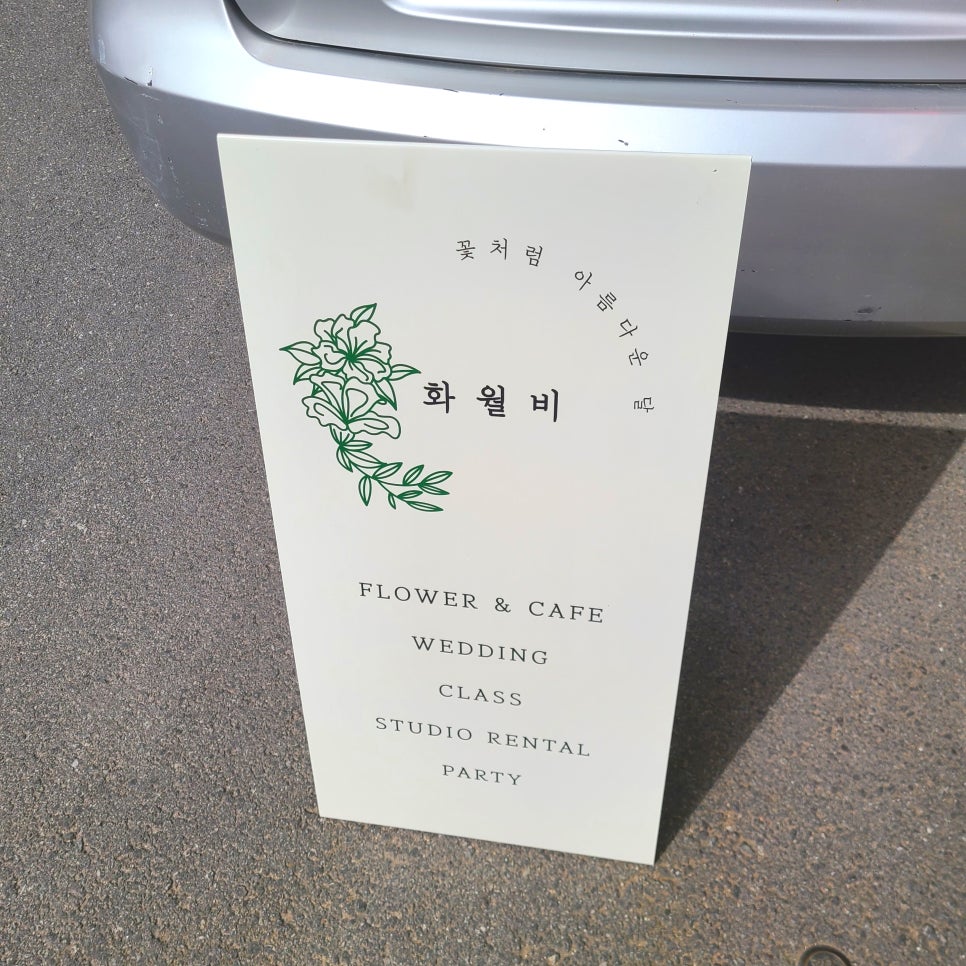 꽃처럼 아름다운 달
화월비
FLOWER & CAFE
WEDDING
CLASS
STUDIO RENTAL
PARTY